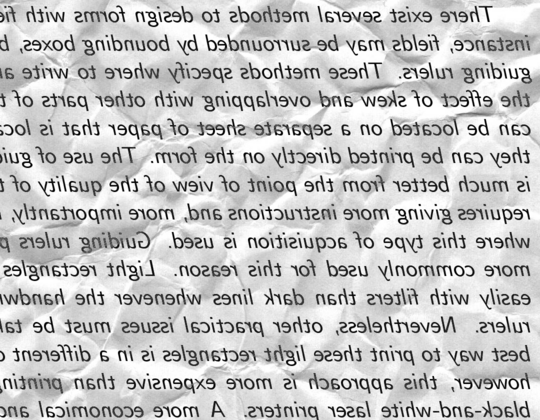 There exist several methods to design forms with fi
instance, fields may be surrounded by bounding boxes, b
guiding rulers. These methods specify where to write a
the effect of skew and overlapping with other parts of t
can be located on a separate sheet of paper that is loca
they can be printed directly on the form. The use of gui
is much better from the point of view of the quality of t
requires giving more instructions and, more importantly,
where this type of acquisition is used. Guiding rulers p
more commonly used for this reason. Light rectangles
easily with filters than dark lines whenever the handw
rulers. Nevertheless, other practical issues must be tak
best way to print these light rectangles is in a different
however, this approach is more expensive than printing
black-and-white laser printers. A more economical an